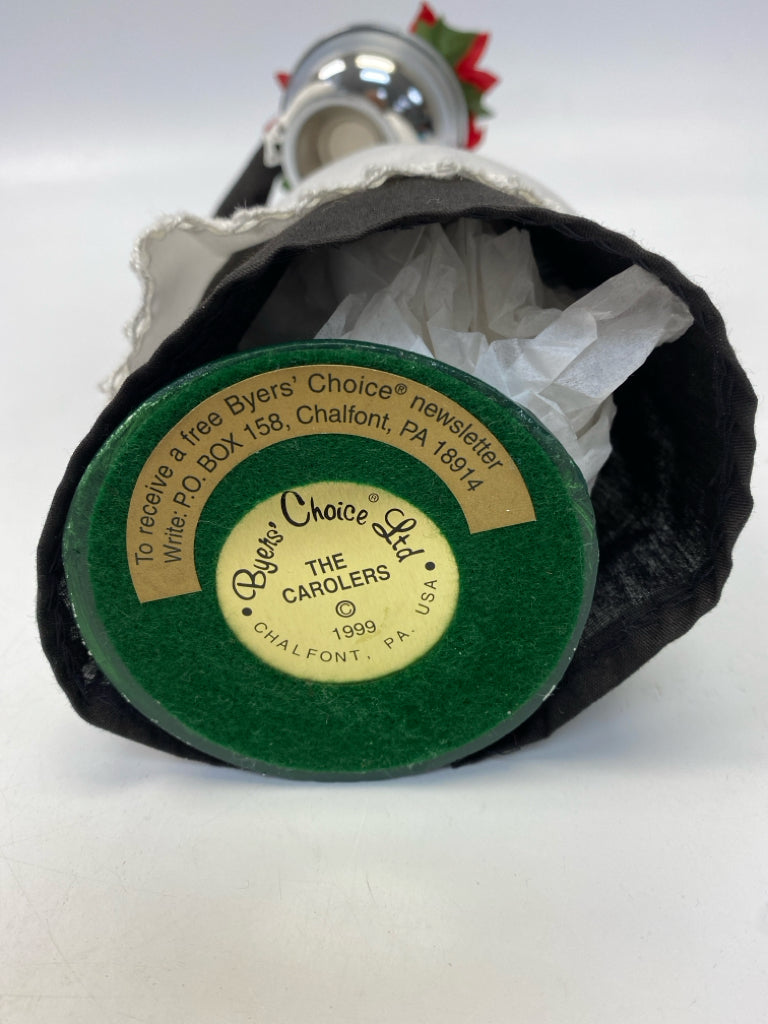 To receive a free Byers' Choice® newsletter
Write: P.O. BOX 158, Chalfont, PA 18914
Byers' Choice® Ltd
THE
CAROLERS
©
1999
• CHALFONT, PA. USA •